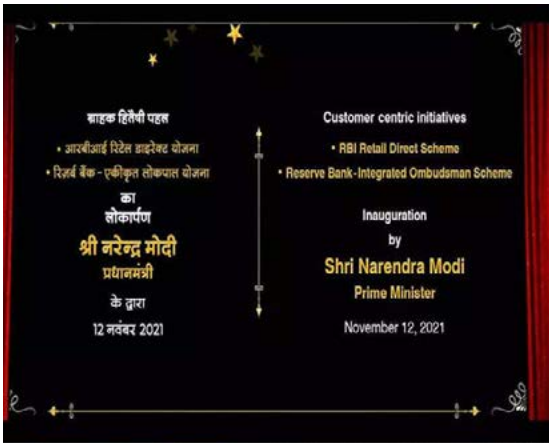 ग्राहक हितैषी पहल
• आरबीआई रिटेल डाइरेक्ट योजना
• रिज़र्व बैंक - एकीकृत लोकपाल योजना
का
लोकार्पण
श्री नरेन्द्र मोदी
प्रधानमंत्री
के द्वारा
12 नवंबर 2021
Customer centric initiatives
• RBI Retail Direct Scheme
• Reserve Bank-Integrated Ombudsman Scheme
Inauguration
by
Shri Narendra Modi
Prime Minister
November 12, 2021